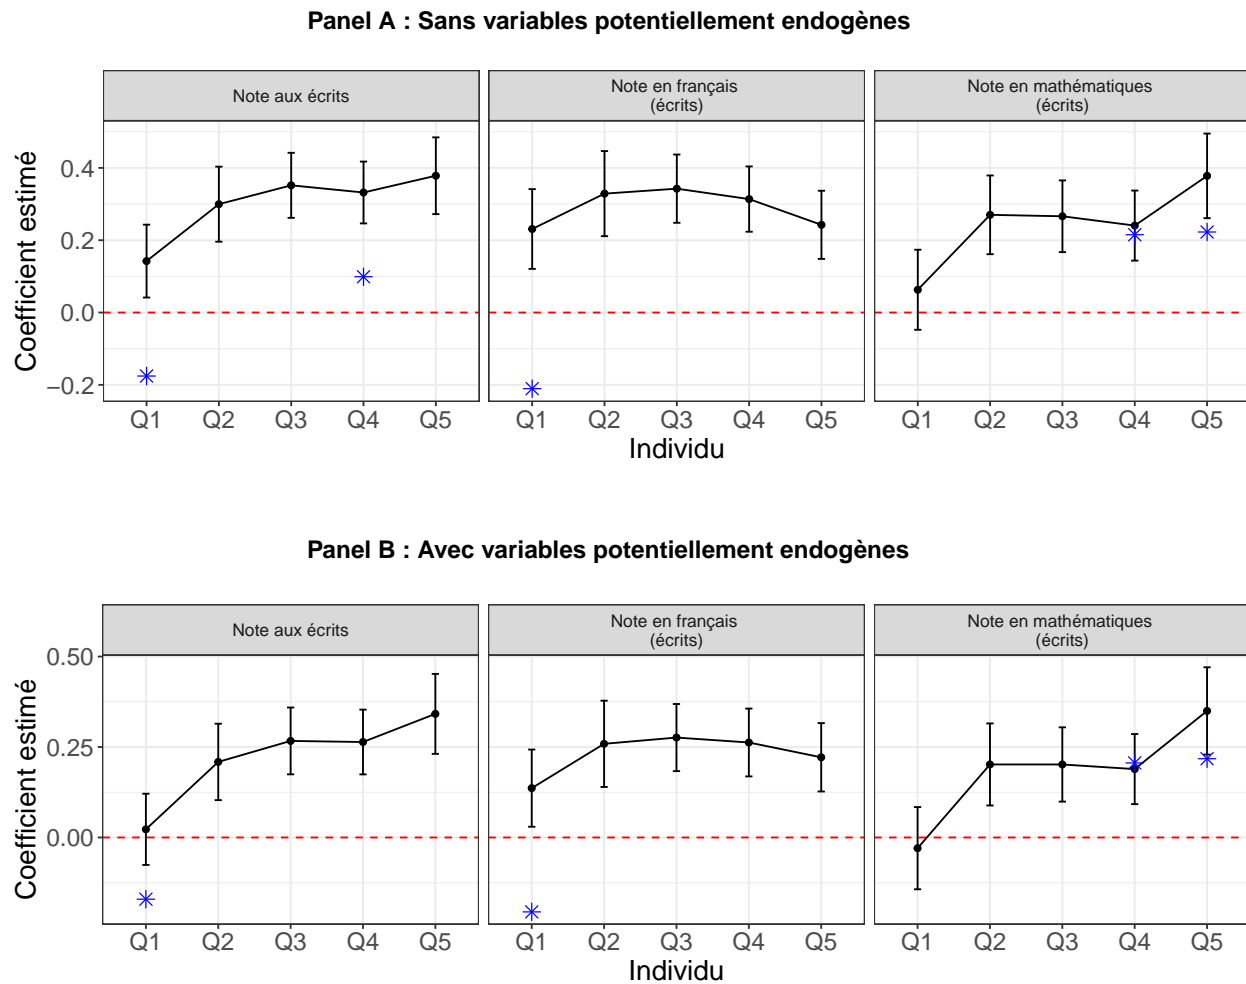 Panel A : Sans variables potentiellement endogènes
Note aux écrits
Note en français
(écrits)
Note en mathématiques
(écrits)
Coefficient estimé
0.4
0.2
0.0
−0.2
Q1 Q2 Q3 Q4 Q5
Q1 Q2 Q3 Q4 Q5
Q1 Q2 Q3 Q4 Q5
Individu
Panel B : Avec variables potentiellement endogènes
Note aux écrits
Note en français
(écrits)
Note en mathématiques
(écrits)
Coefficient estimé
0.50
0.25
0.00
Q1 Q2 Q3 Q4 Q5
Q1 Q2 Q3 Q4 Q5
Q1 Q2 Q3 Q4 Q5
Individu